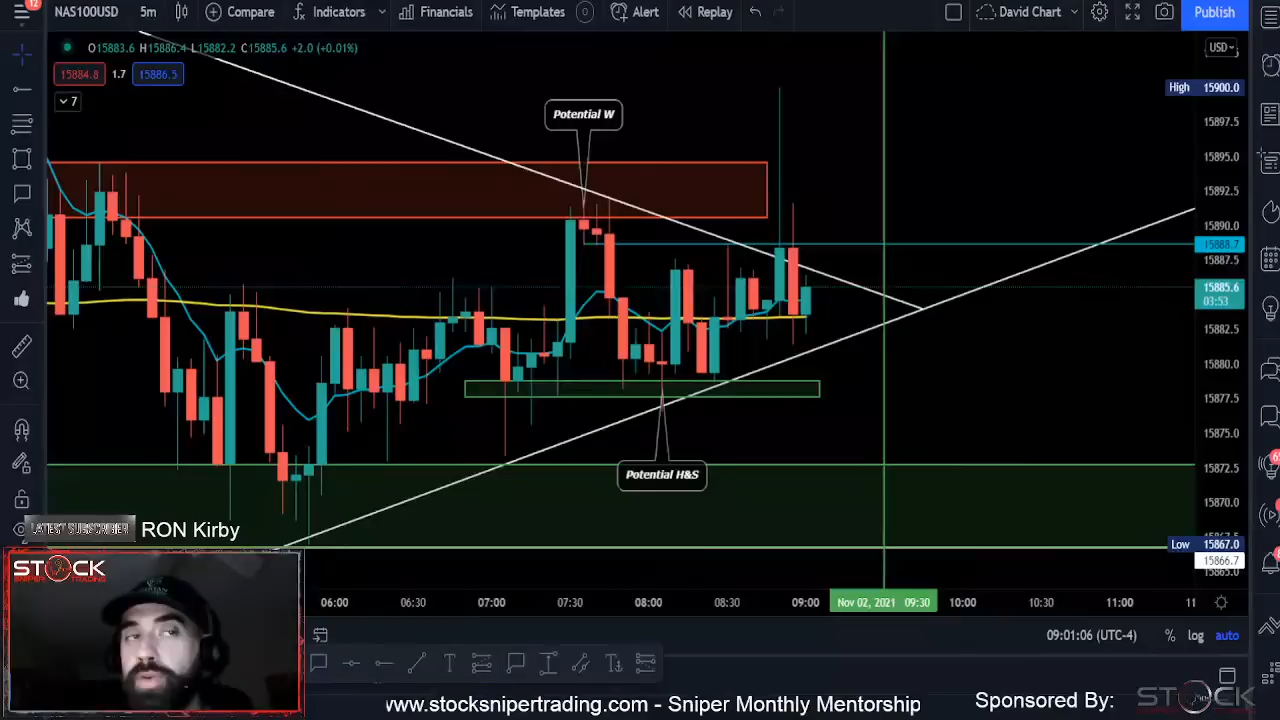 12
NAS100USD 5m Compare Indicators Financials Templates Alert Replay David Chart Publish
O15883.6 H15886.4 L15882.2 C15885.6 +2.0 (+0.01%)
USD
15884.8 1.7 15886.5
7
High 15900.0
Potential W
15897.5
15895.0
15892.5
15890.0
15888.7
15887.5
15885.6
03:53
15882.5
15880.0
15877.5
15875.0
Potential H&S
15872.5
15870.0
LATEST SUBSCRIBER RON Kirby
Low 15867.0
15866.7
15865.0
STOCK
SNIPER TRADING
06:00 06:30 07:00 07:30 08:00 08:30 09:00 Nov 02, 2021 09:30 10:00 10:30 11:00 11
09:01:06 (UTC-4) % log auto
www.stocksnipertrading.com - Sniper Monthly Mentorship
Sponsored By:
STOCK